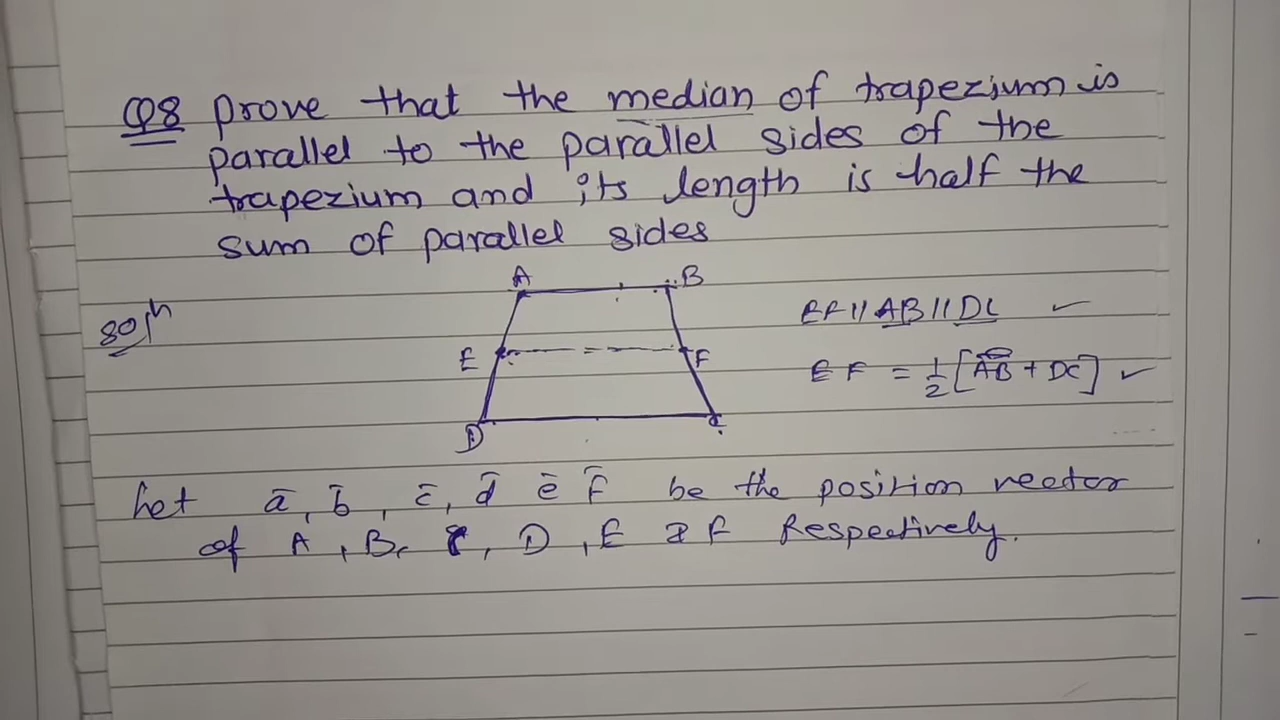 Q8 prove that the median of trapezium is
parallel to the parallel sides of the
trapezium and its length is half the
sum of parallel sides
A B
Solⁿ
EF || AB || DC ✓
E F
E F = 1/2 [AB + DC] ✓
D C
Let ā, b̄, c̄, d̄ ē F̄ be the position vector
of A, B, C, D, E & F Respectively.